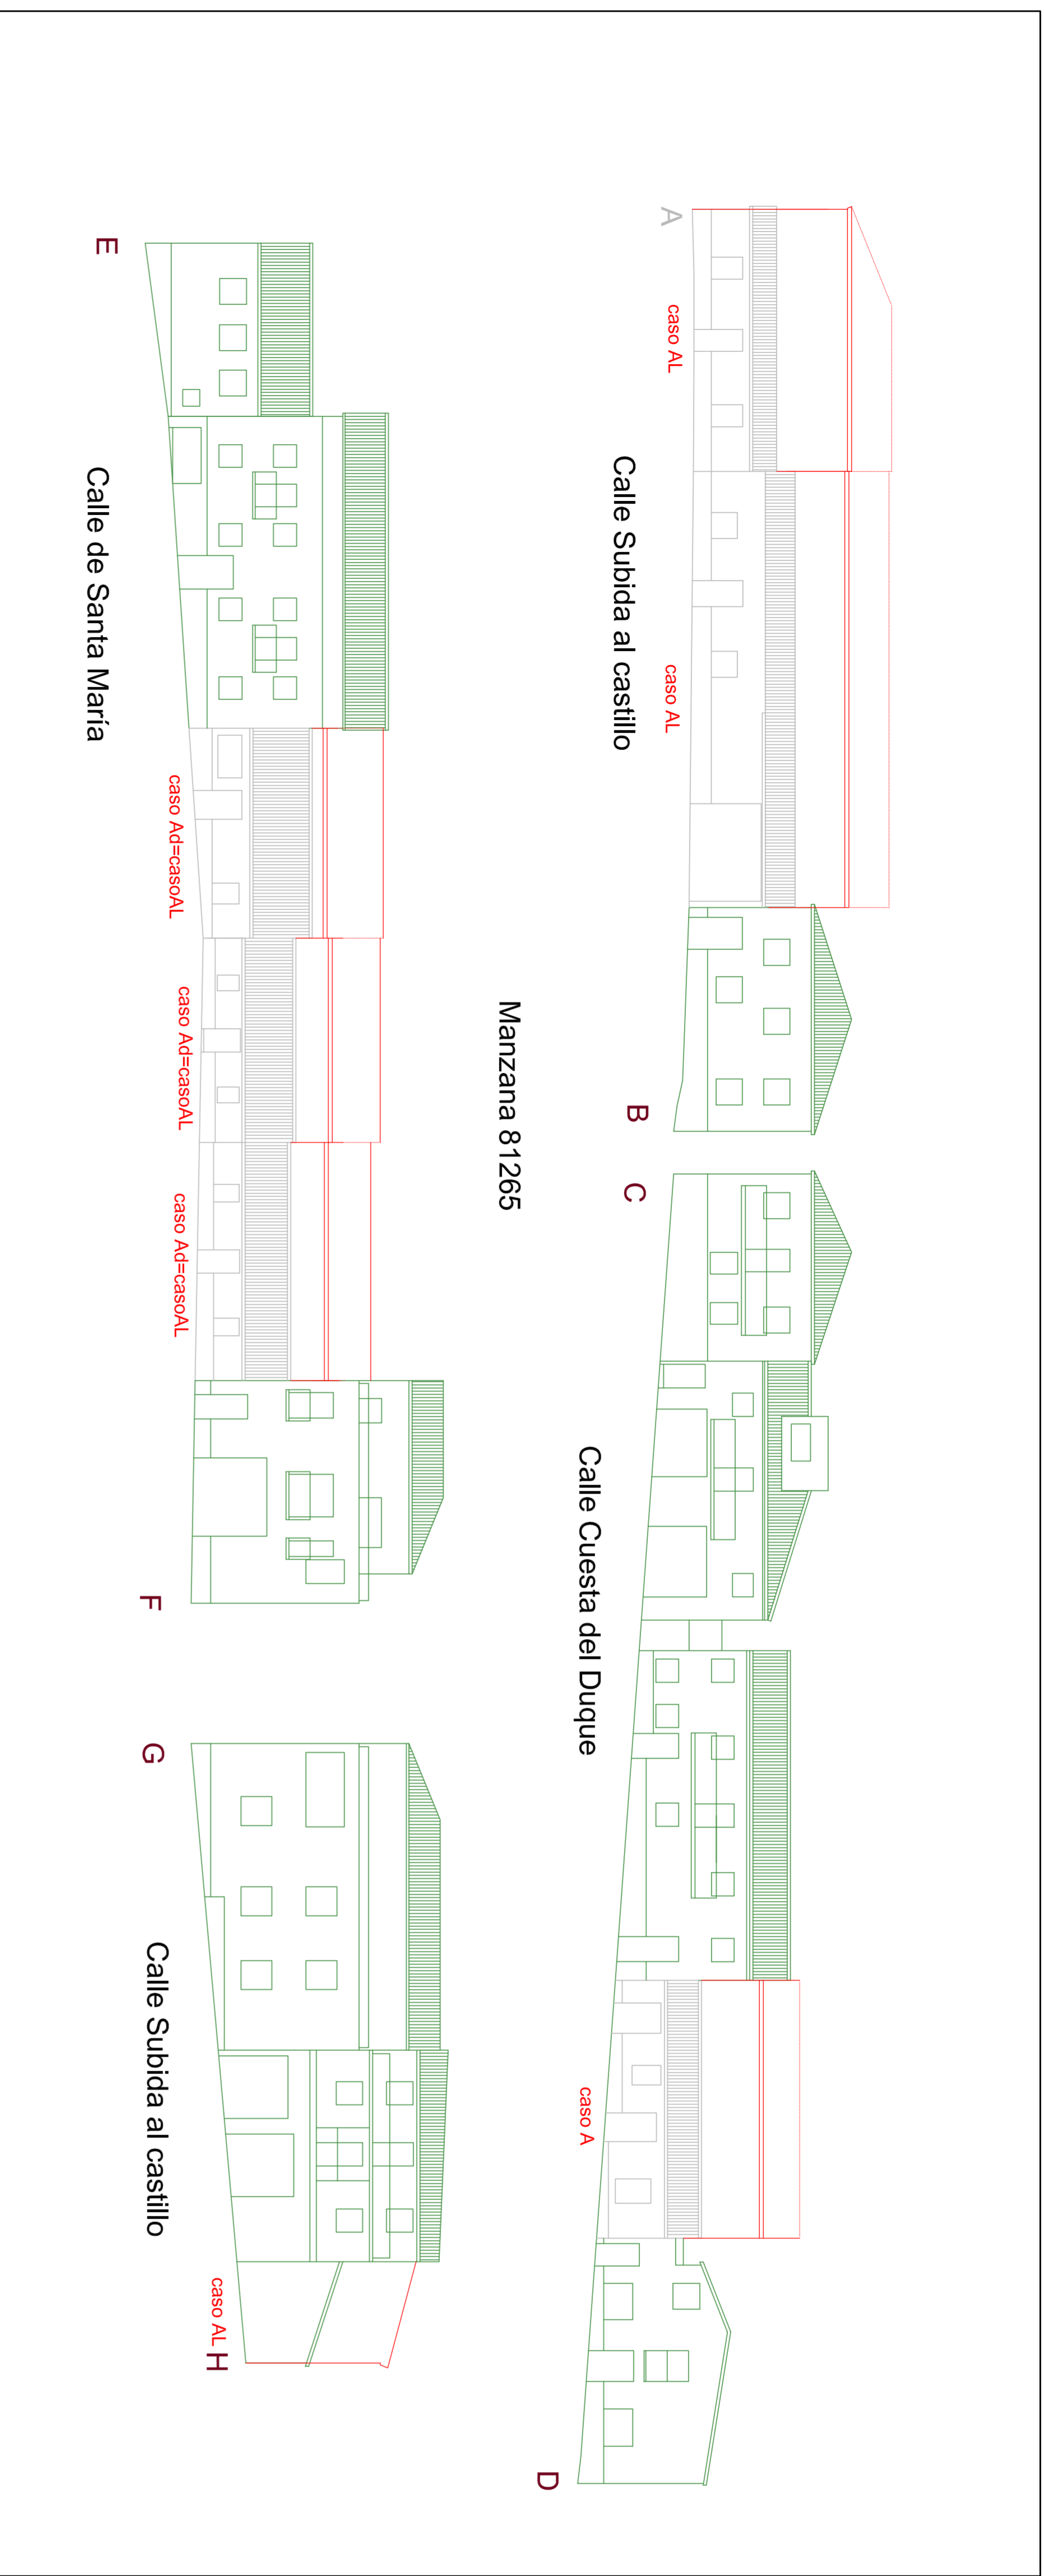 A
caso AL
caso AL
Calle Subida al castillo
B
C
Calle Cuesta del Duque
caso A
D
Manzana 81265
E
Calle de Santa María
caso Ad=casoAL
caso Ad=casoAL
caso Ad=casoAL
F
G
Calle Subida al castillo
caso AL
H